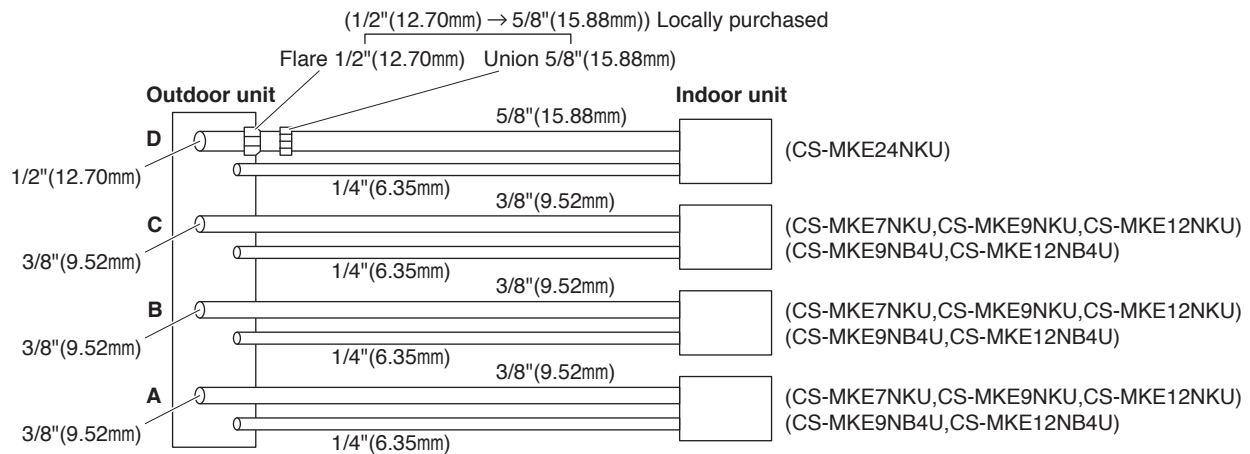 (1/2"(12.70mm) → 5/8"(15.88mm)) Locally purchased
Flare 1/2"(12.70mm) Union 5/8"(15.88mm)
Outdoor unit Indoor unit
5/8"(15.88mm)
D
(CS-MKE24NKU)
1/2"(12.70mm)
1/4"(6.35mm)
3/8"(9.52mm)
C
(CS-MKE7NKU,CS-MKE9NKU,CS-MKE12NKU)
(CS-MKE9NB4U,CS-MKE12NB4U)
3/8"(9.52mm)
1/4"(6.35mm)
3/8"(9.52mm)
B
(CS-MKE7NKU,CS-MKE9NKU,CS-MKE12NKU)
(CS-MKE9NB4U,CS-MKE12NB4U)
3/8"(9.52mm)
1/4"(6.35mm)
3/8"(9.52mm)
A
(CS-MKE7NKU,CS-MKE9NKU,CS-MKE12NKU)
(CS-MKE9NB4U,CS-MKE12NB4U)
3/8"(9.52mm)
1/4"(6.35mm)